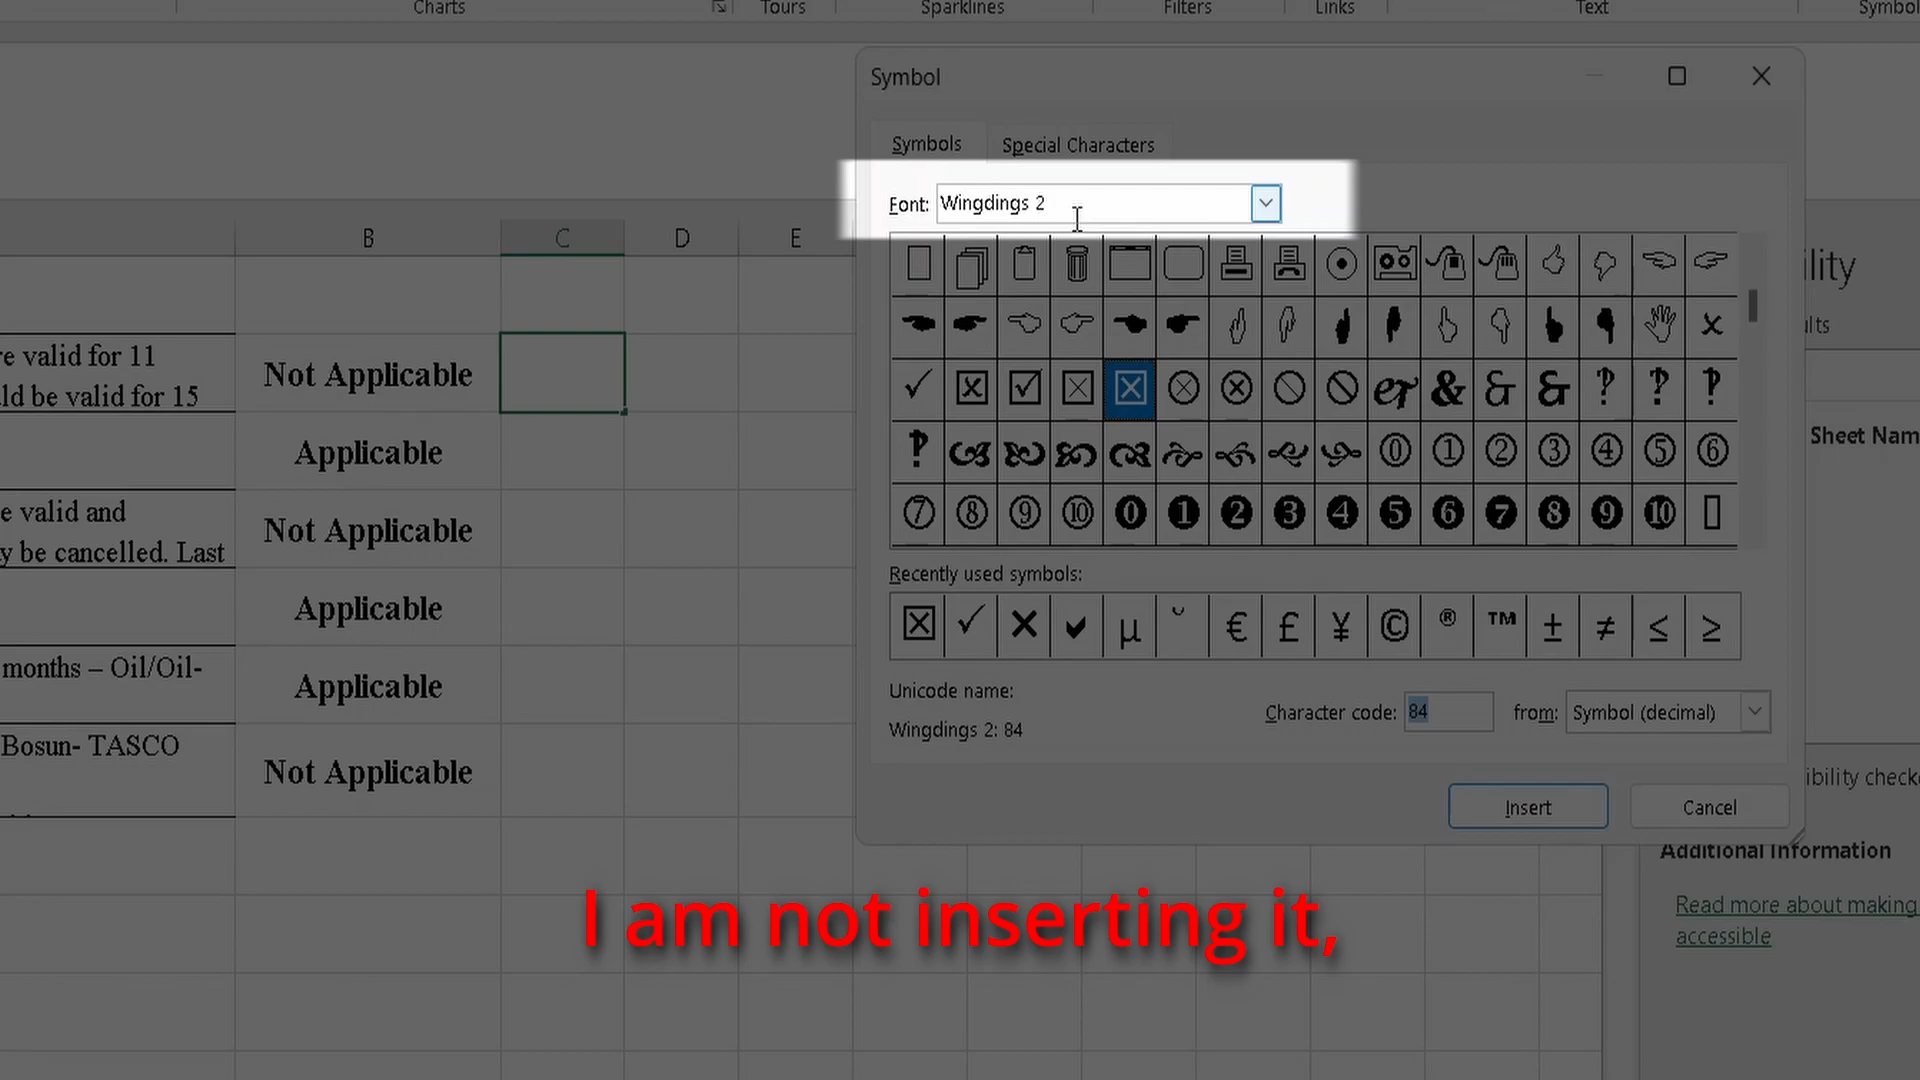 Charts Tours Sparklines Filters Links Text Symbol
Symbol
Symbols Special Characters
Font: Wingdings 2
B C D E
re valid for 11
ld be valid for 15
Not Applicable
Applicable
e valid and
y be cancelled. Last
Not Applicable
Applicable
months – Oil/Oil-
Applicable
Bosun- TASCO
Not Applicable
Recently used symbols:
µ ˘ € £ ¥ © ® ™ ± ≠ ≤ ≥
Unicode name:
Wingdings 2: 84
Character code: 84 from: Symbol (decimal)
Insert Cancel
ility
ults
Sheet Nam
ibility check
Additional Information
Read more about making
accessible
I am not inserting it,